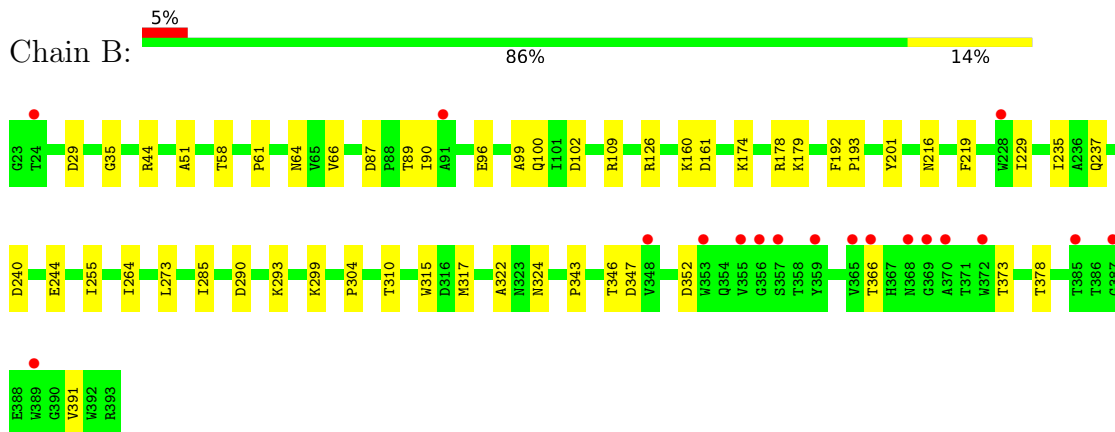 5%
Chain B:
86% 14%
G23 T24 D29 G35 R44 A51 T58 P61 N64 V65 V66 D87 P88 T89 I90 A91 E96 A99 Q100 I101 D102 R109 R126 K160 D161 K174 R178 K179 F192 P193 Y201 N216 F219 W228 I229 I235 A236 Q237
D240 E244 I255 I264 L273 I285 D290 K293 K299 P304 T310 W315 D316 M317 A322 N323 N324 P343 T346 D347 V348 D352 W353 Q354 V355 G356 S357 T358 Y359 V365 T366 H367 N368 G369 A370 T371 W372 T373 T378 T385 T386 G387
E388 W389 G390 V391 W392 R393